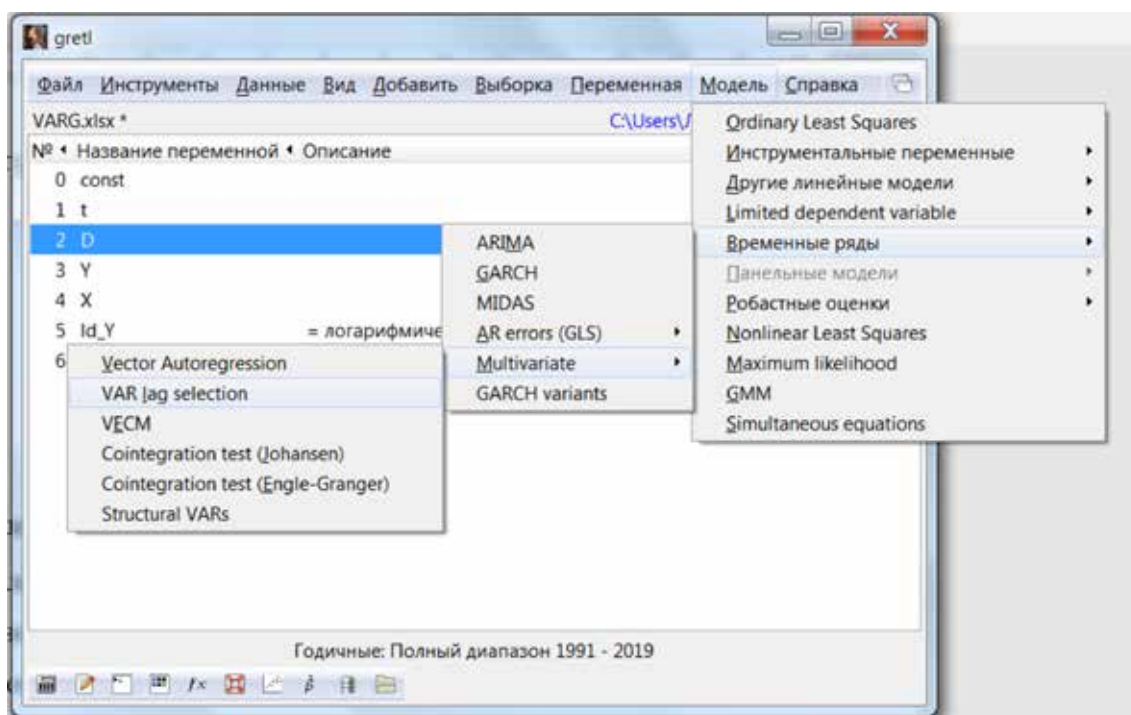 gretl
Файл Инструменты Данные Вид Добавить Выборка Переменная Модель Справка
VARG.xlsx * C:\Users\
№ Название переменной Описание
0 const
1 t
2 D
3 Y
4 X
5 ld_Y = логарифмиче
6
Ordinary Least Squares
Инструментальные переменные
Другие линейные модели
Limited dependent variable
Временные ряды
Панельные модели
Робастные оценки
Nonlinear Least Squares
Maximum likelihood
GMM
Simultaneous equations
ARIMA
GARCH
MIDAS
AR errors (GLS)
Multivariate
GARCH variants
Vector Autoregression
VAR lag selection
VECM
Cointegration test (Johansen)
Cointegration test (Engle-Granger)
Structural VARs
Годичные: Полный диапазон 1991 - 2019